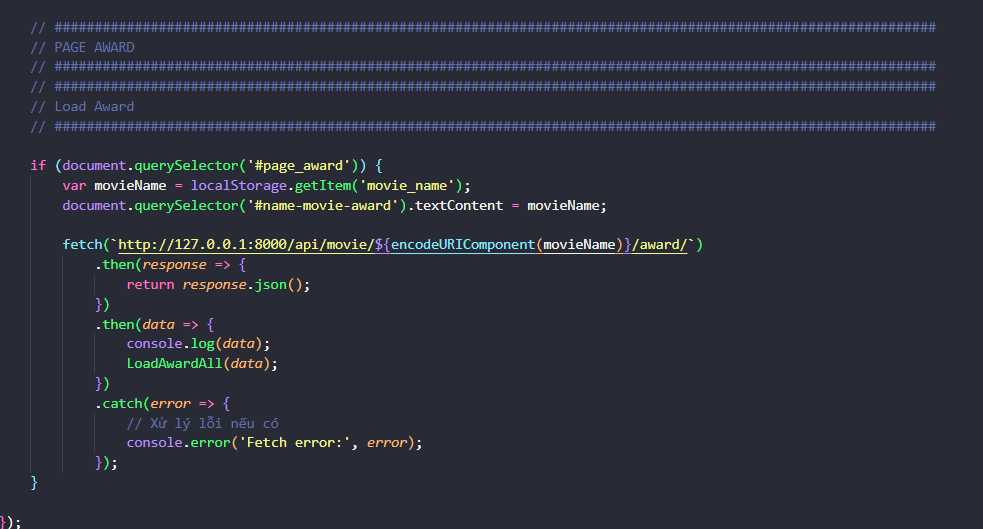 // ##############################################################################################################
// PAGE AWARD
// ##############################################################################################################
// ##############################################################################################################
// Load Award
// ##############################################################################################################
if (document.querySelector('#page_award')) {
var movieName = localStorage.getItem('movie_name');
document.querySelector('#name-movie-award').textContent = movieName;
fetch(`http://127.0.0.1:8000/api/movie/${encodeURIComponent(movieName)}/award/`)
.then(response => {
return response.json();
})
.then(data => {
console.log(data);
LoadAwardAll(data);
})
.catch(error => {
// Xử lý lỗi nếu có
console.error('Fetch error:', error);
});
}
});